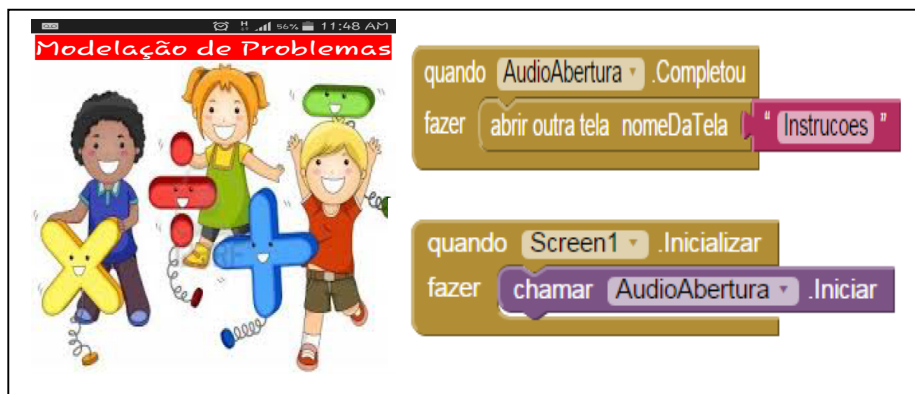 56% 11:48 AM
Modelação de Problemas
quando AudioAbertura .Completou
fazer abrir outra tela nomeDaTela " Instrucoes "
quando Screen1 .Inicializar
fazer chamar AudioAbertura .Iniciar